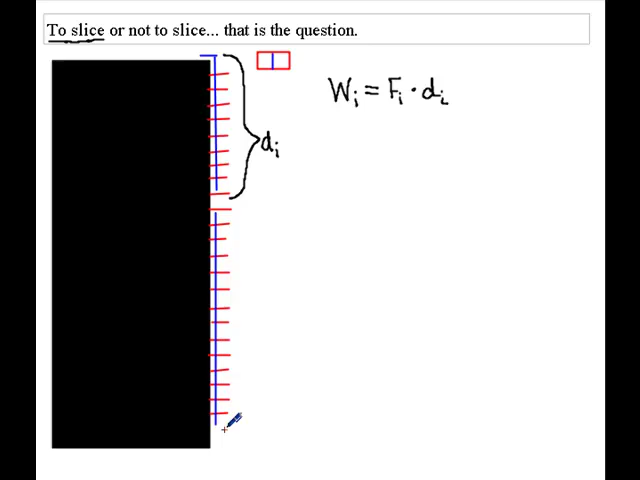 To slice or not to slice... that is the question.
Wᵢ = Fᵢ · dᵢ
dᵢ